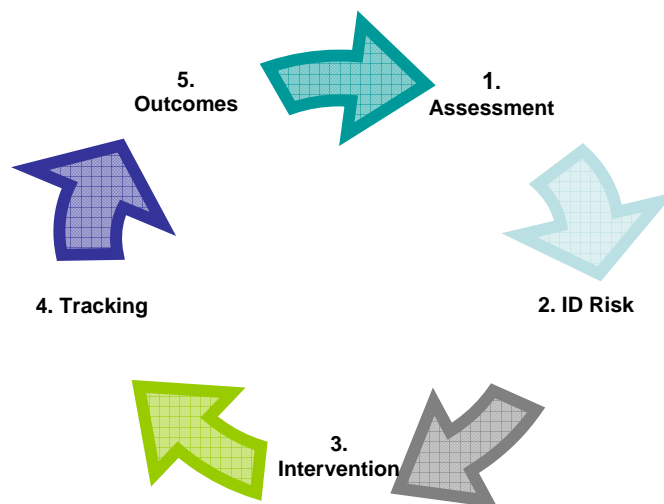 1.
Assessment
2. ID Risk
3.
Intervention
4. Tracking
5.
Outcomes